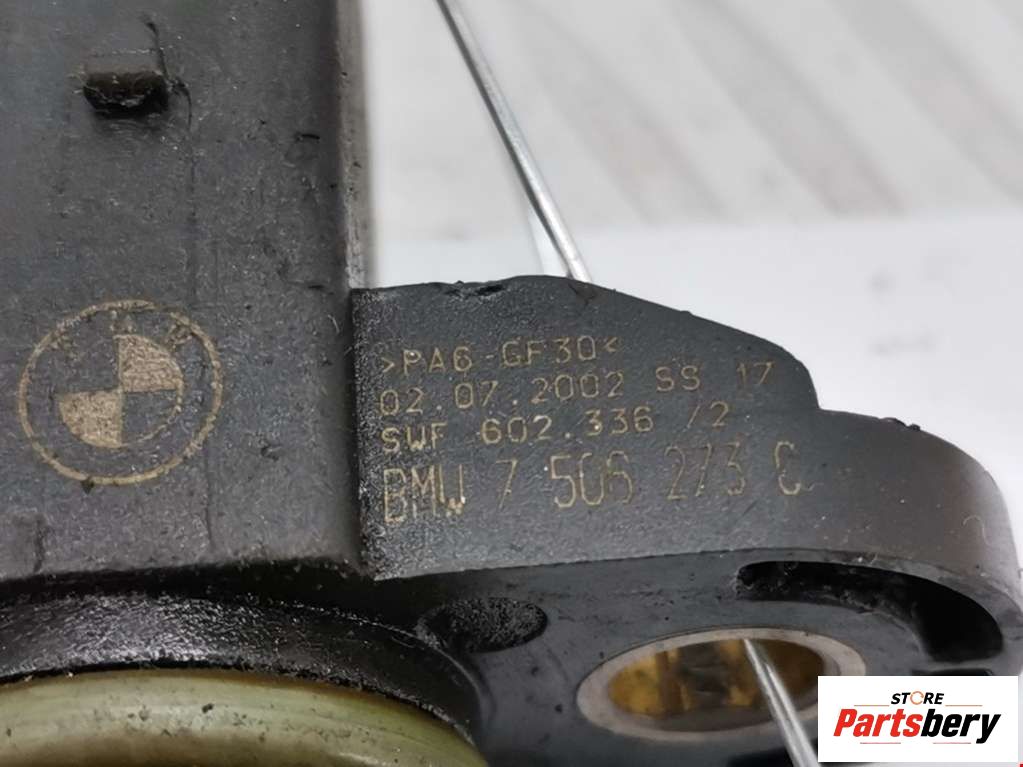 >PA6-GF30<
02.07.2002 SS 17
SWF 602.336 /2
BMW 7 506 273 C
STORE
Partsbery